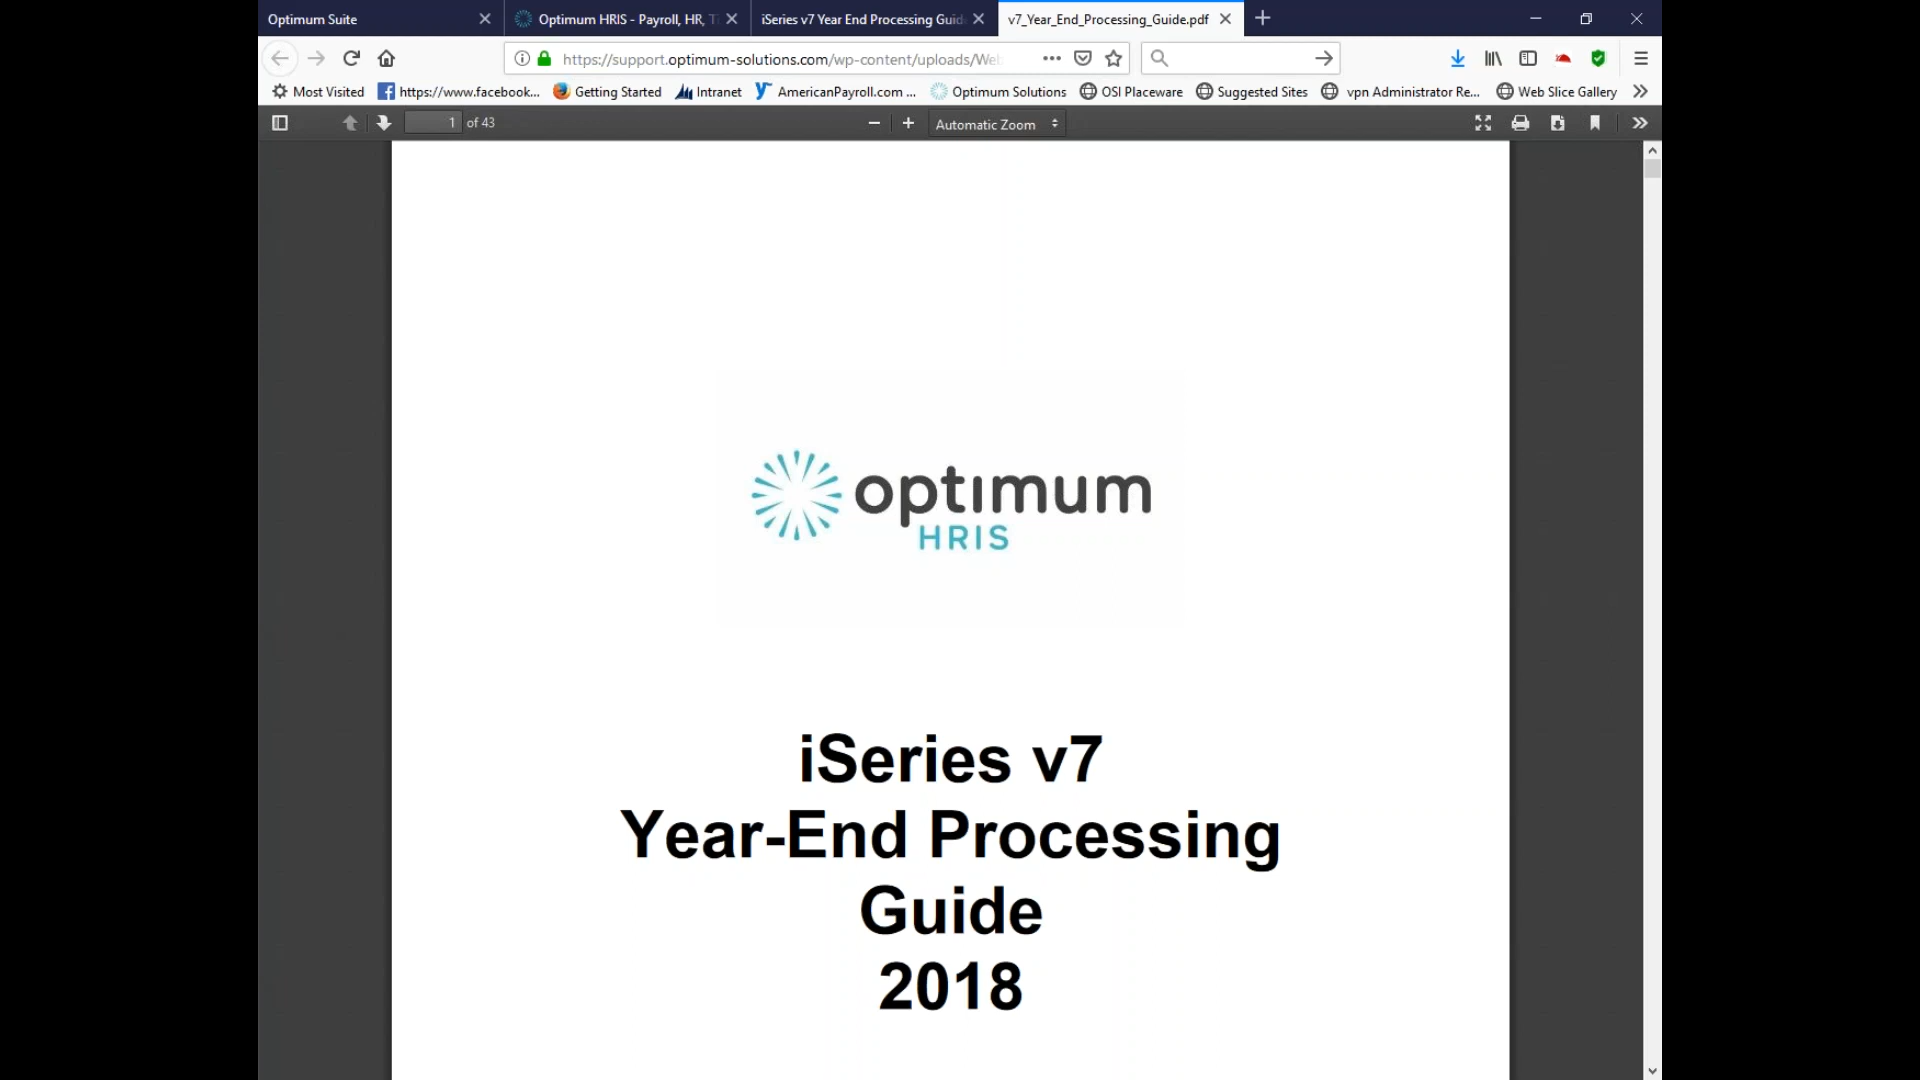 Optimum Suite
Optimum HRIS - Payroll, HR,
iSeries v7 Year End Processing Guid
v7_Year_End_Processing_Guide.pdf
https://support.optimum-solutions.com/wp-content/uploads/Web
Most Visited
https://www.facebook...
Getting Started
Intranet
AmericanPayroll.com ...
Optimum Solutions
OSI Placeware
Suggested Sites
vpn Administrator Re...
Web Slice Gallery
1 of 43
Automatic Zoom
optimum
HRIS
iSeries v7
Year-End Processing
Guide
2018